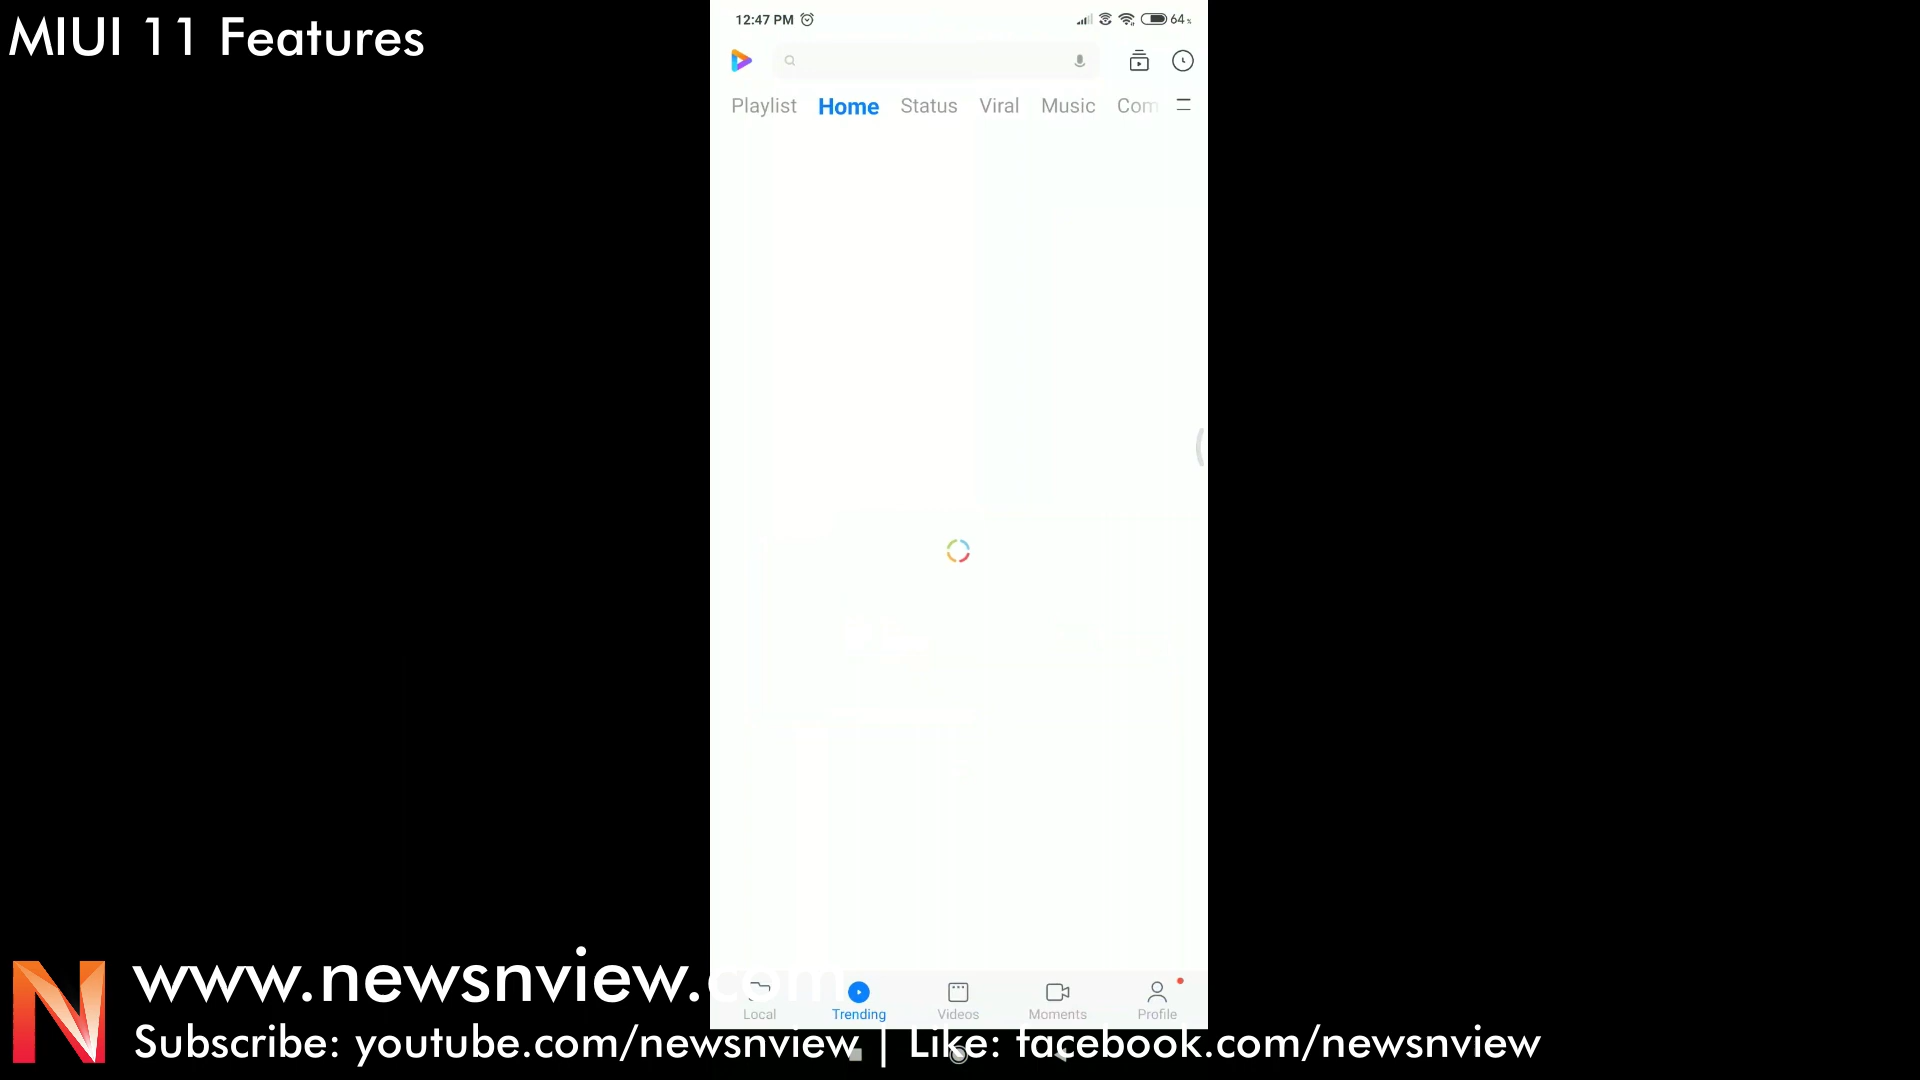 MIUI 11 Features
12:47 PM 64%
Playlist Home Status Viral Music Com
Local Trending Videos Moments Profile
www.newsnview.com
Subscribe: youtube.com/newsnview | Like: facebook.com/newsnview